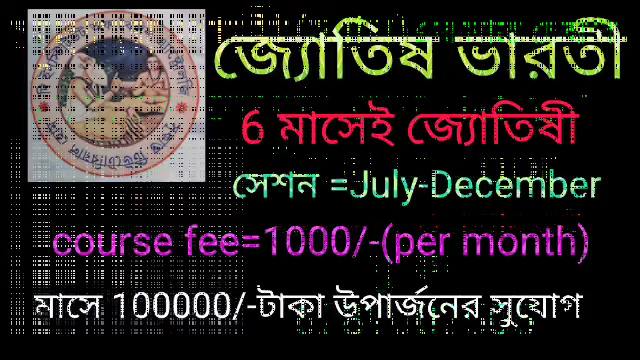 জ্যোতিষ ভারতী
6 মাসেই জ্যোতিষী
সেশন =July-December
course fee=1000/-(per month)
মাসে 100000/-টাকা উপার্জনের সুযোগ